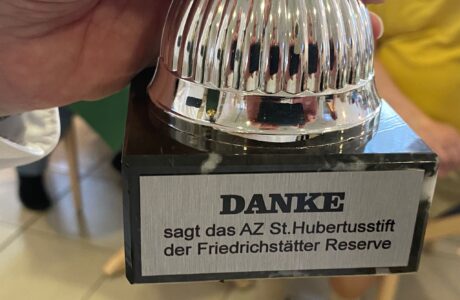 DANKE
sagt das AZ St.Hubertusstift
der Friedrichstätter Reserve